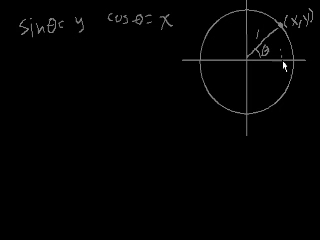 sinθ= y cosθ= x
(x,y)
1
θ